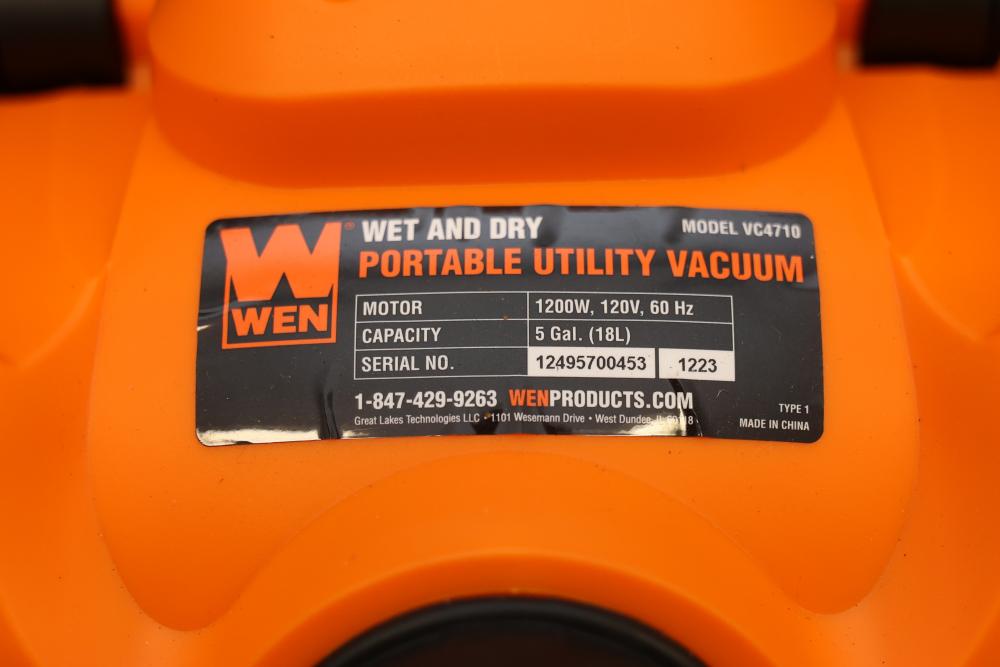 WEN
®
WET AND DRY
MODEL VC4710
PORTABLE UTILITY VACUUM
MOTOR 1200W, 120V, 60 Hz
CAPACITY 5 Gal. (18L)
SERIAL NO. 12495700453 1223
1-847-429-9263 WENPRODUCTS.COM
Great Lakes Technologies LLC • 1101 Wesemann Drive • West Dundee, IL 60118
TYPE 1
MADE IN CHINA